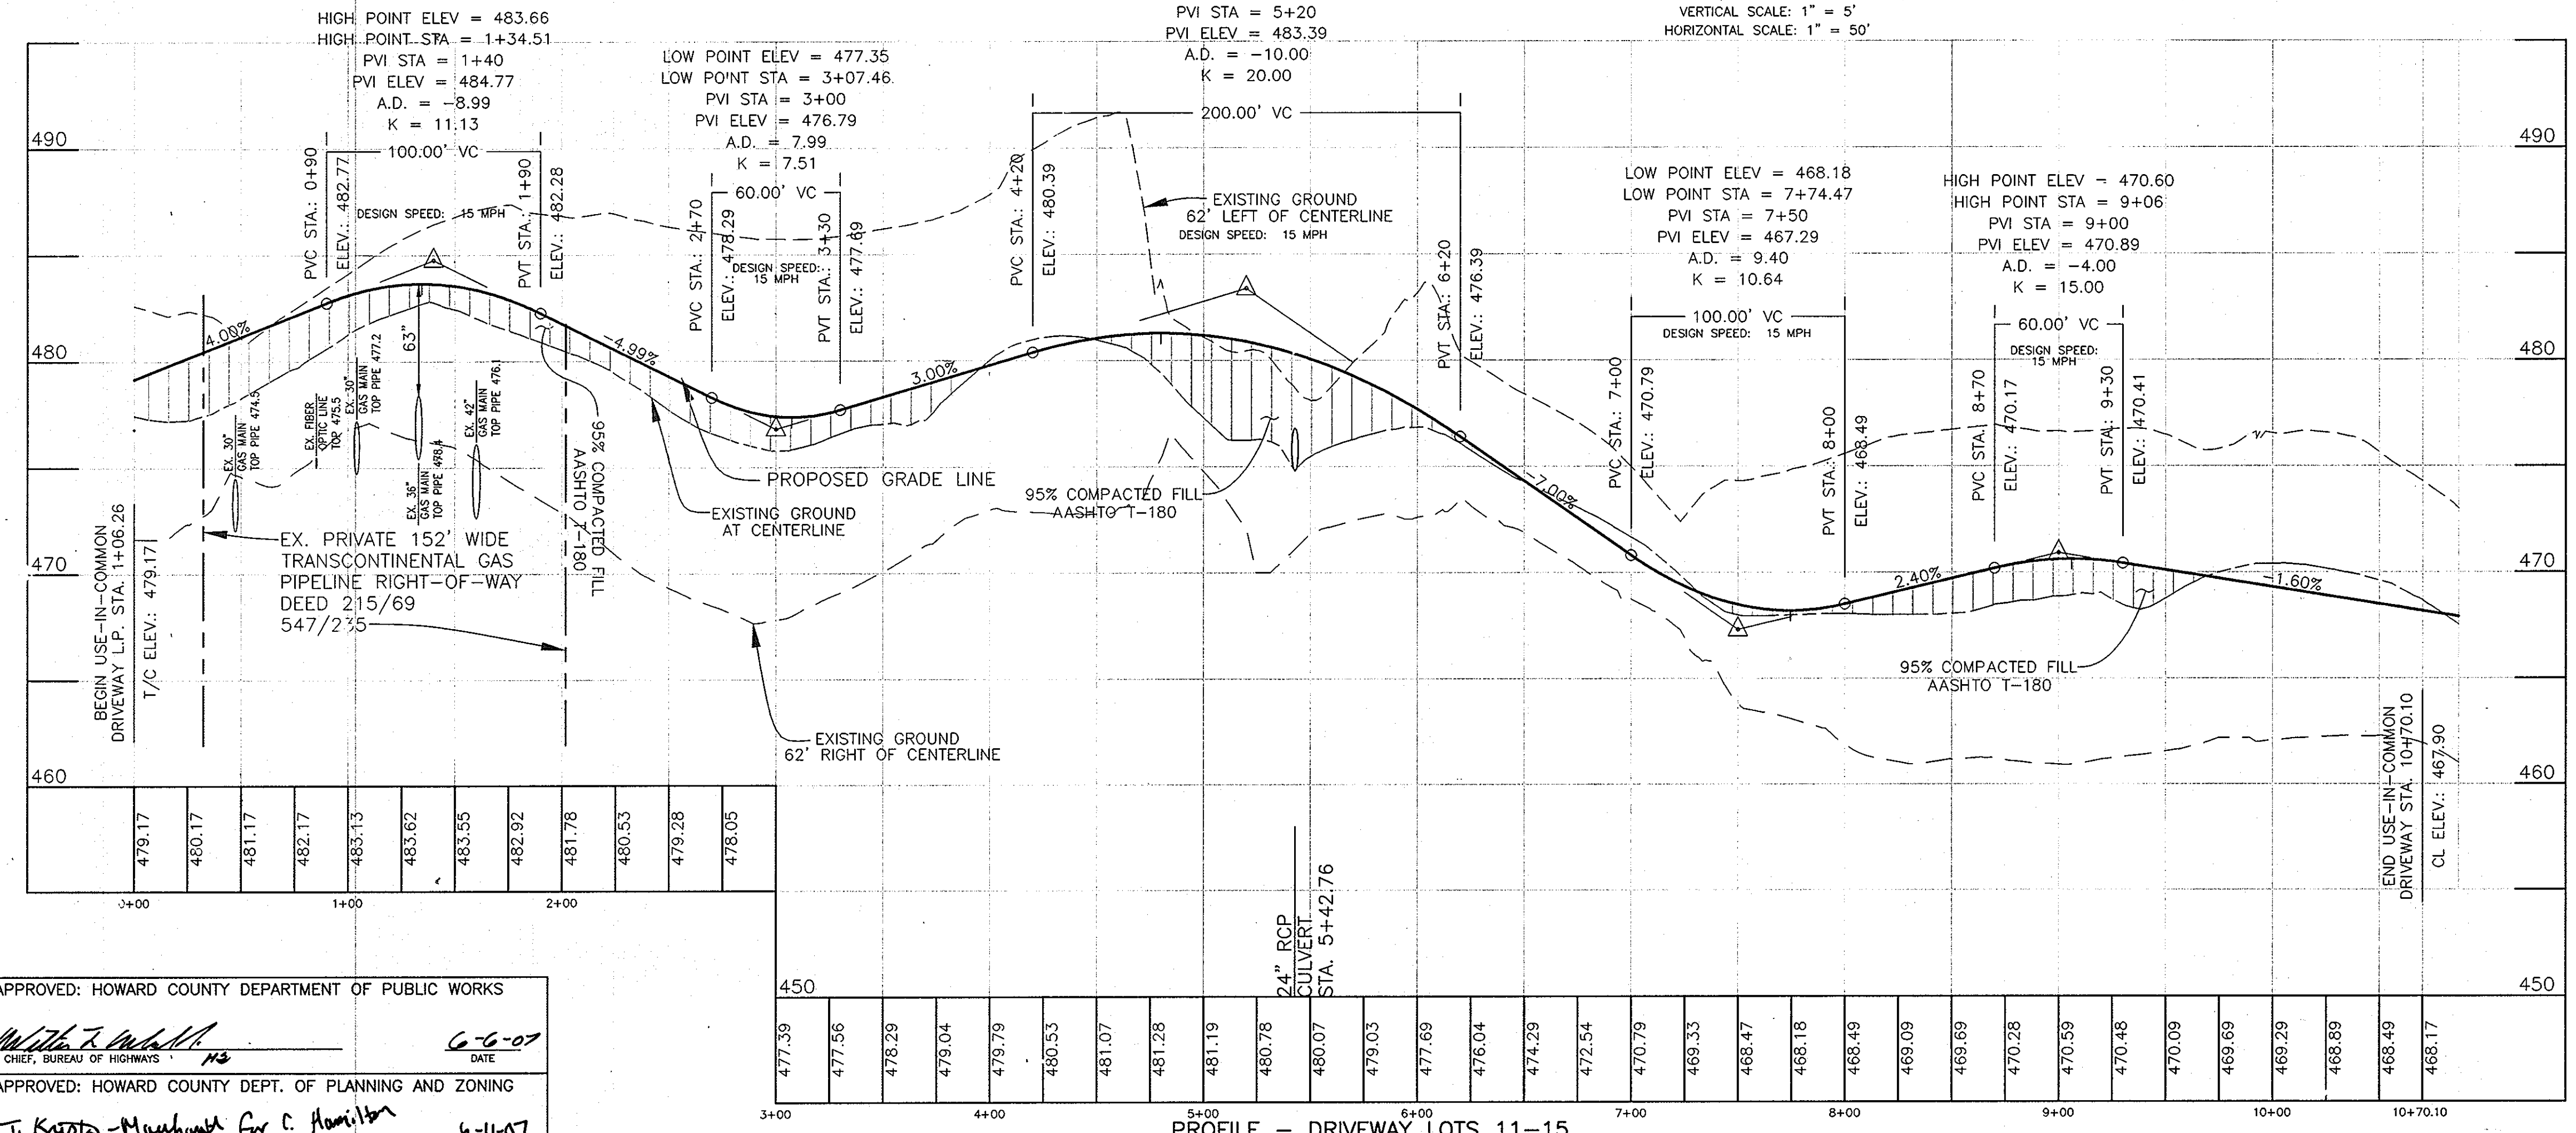 VERTICAL SCALE: 1" = 5'
HORIZONTAL SCALE: 1" = 50'
HIGH POINT ELEV = 483.66
HIGH POINT STA = 1+34.51
PVI STA = 1+40
PVI ELEV = 484.77
A.D. = -8.99
K = 11.13
100.00' VC
PVC STA.: 0+90
ELEV.: 482.77
PVT STA.: 1+90
ELEV.: 482.28
DESIGN SPEED: 15 MPH
LOW POINT ELEV = 477.35
LOW POINT STA = 3+07.46
PVI STA = 3+00
PVI ELEV = 476.79
A.D. = 7.99
K = 7.51
60.00' VC
PVC STA.: 2+70
ELEV.: 478.29
DESIGN SPEED:
15 MPH
PVT STA.: 3+30
ELEV.: 477.69
PVI STA = 5+20
PVI ELEV = 483.39
A.D. = -10.00
K = 20.00
200.00' VC
PVC STA.: 4+20
ELEV.: 480.39
EXISTING GROUND
62' LEFT OF CENTERLINE
DESIGN SPEED: 15 MPH
PVT STA.: 6+20
ELEV.: 476.39
LOW POINT ELEV = 468.18
LOW POINT STA = 7+74.47
PVI STA = 7+50
PVI ELEV = 467.29
A.D. = 9.40
K = 10.64
100.00' VC
DESIGN SPEED: 15 MPH
PVC STA.: 7+00
ELEV.: 470.79
PVT STA.: 8+00
ELEV.: 468.49
HIGH POINT ELEV = 470.60
HIGH POINT STA = 9+06
PVI STA = 9+00
PVI ELEV = 470.89
A.D. = -4.00
K = 15.00
60.00' VC
DESIGN SPEED:
15 MPH
PVC STA.: 8+70
ELEV.: 470.17
PVT STA.: 9+30
ELEV.: 470.41
490
490
480
480
470
470
460
460
450
450
4.00%
-4.99%
3.00%
-7.00%
2.40%
-1.60%
63"
EX. 30"
GAS MAIN
TOP PIPE 474.5
EX. FIBER
OPTIC LINE
TOP 475.5
EX. 30"
GAS MAIN
TOP PIPE 477.2
EX. 36"
GAS MAIN
TOP PIPE 478.4
EX. 42"
GAS MAIN
TOP PIPE 476.1
95% COMPACTED FILL
AASHTO T-180
PROPOSED GRADE LINE
EXISTING GROUND
AT CENTERLINE
95% COMPACTED FILL
AASHTO T-180
EX. PRIVATE 152' WIDE
TRANSCONTINENTAL GAS
PIPELINE RIGHT-OF-WAY
DEED 215/69
547/235
BEGIN USE-IN-COMMON
DRIVEWAY L.P. STA. 1+06.26
T/C ELEV.: 479.17
EXISTING GROUND
62' RIGHT OF CENTERLINE
95% COMPACTED FILL
AASHTO T-180
END USE-IN-COMMON
DRIVEWAY STA. 10+70.10
CL ELEV.: 467.90
24" RCP
CULVERT
STA. 5+42.76
479.17 480.17 481.17 482.17 483.13 483.62 483.55 482.92 481.78 480.53 479.28 478.05
0+00 1+00 2+00
477.39 477.56 478.29 479.04 479.79 480.53 481.07 481.28 481.19 480.78 480.07 479.03 477.69 476.04 474.29 472.54 470.79 469.33 468.47 468.18 468.49 469.09 469.69 470.28 470.59 470.48 470.09 469.69 469.29 468.89 468.49 468.17
3+00 4+00 5+00 6+00 7+00 8+00 9+00 10+00 10+70.10
PROFILE - DRIVEWAY LOTS 11-15
APPROVED: HOWARD COUNTY DEPARTMENT OF PUBLIC WORKS
6-6-07
CHIEF, BUREAU OF HIGHWAYS
DATE
APPROVED: HOWARD COUNTY DEPT. OF PLANNING AND ZONING
for C. Hamilton